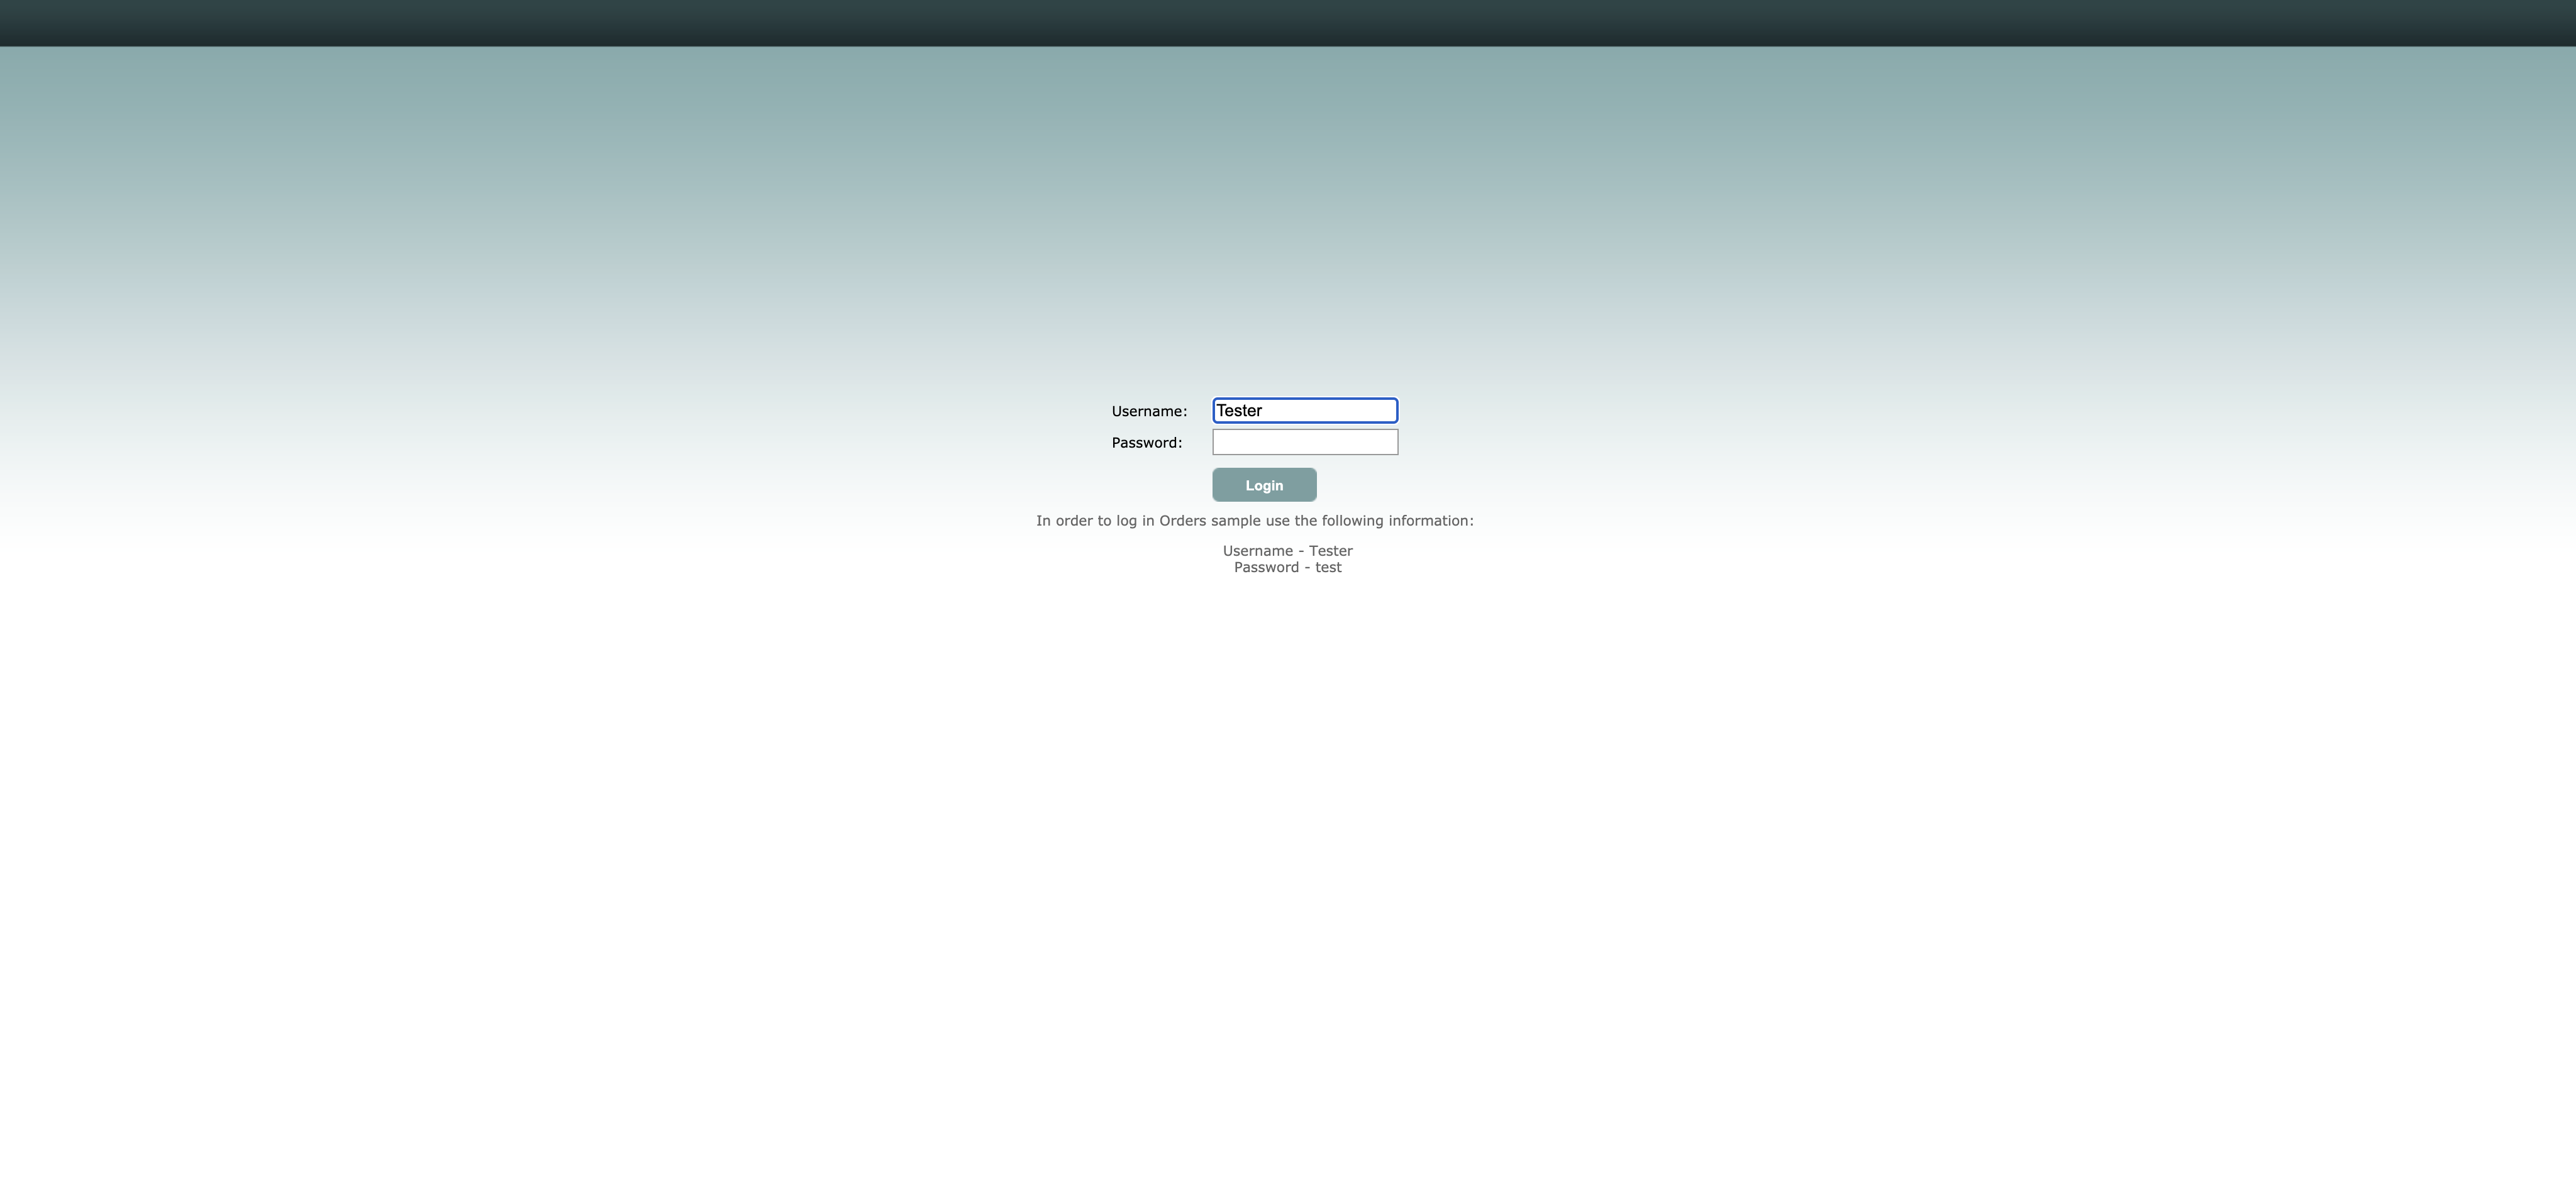 Username: Tester
Password:
Login
In order to log in Orders sample use the following information:
Username - Tester
Password - test